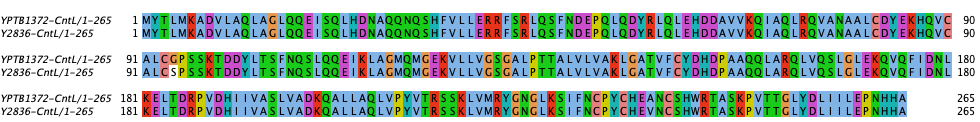 YPTB1372-CntL/1-265 1 MYTLMKADVLAQLAGLQQEISQLHDNAQQNQSHFVLLERRFSRLQSFNDEPQLQDYRLQLEHDDAVVKQIAQLRQVANAALCDYEKHQVC 90
Y2836-CntL/1-265 1 MYTLMKADVLAQLAGLQQEISQLHDNAQQNQSHFVLLERRFSRLQSFNDEPQLQDYRLQLEHDDAVVKQIAQLRQVANAALCDYEKHQVC 90
YPTB1372-CntL/1-265 91 ALCGPSSKTDDYLTSFNQSLQQEIKLAGMQMGEKVLLVGSGALPTTALVLVAKLGATVFCYDHDPAAQQLARQLVQSLGLEKQVQFIDNL 180
Y2836-CntL/1-265 91 ALCSPSSKTDDYLTSFNQSLQQEIKLAGMQMGEKVLLVGSGALPTTALVLVAKLGATVFCYDHDPAAQQLARQLVQSLGLEKQVQFIDNL 180
YPTB1372-CntL/1-265 181 KELTDRPVDHIIVASLVADKQALLAQLVPYVTRSSKLVMRYGNGLKSIFNCPYCHEANCSHWRTASKPVTTGLYDLIILEPNHHA 265
Y2836-CntL/1-265 181 KELTDRPVDHIIVASLVADKQALLAQLVPYVTRSSKLVMRYGNGLKSIFNCPYCHEVNCSHWRTASKPVTTGLYDLIILEPNHHA 265